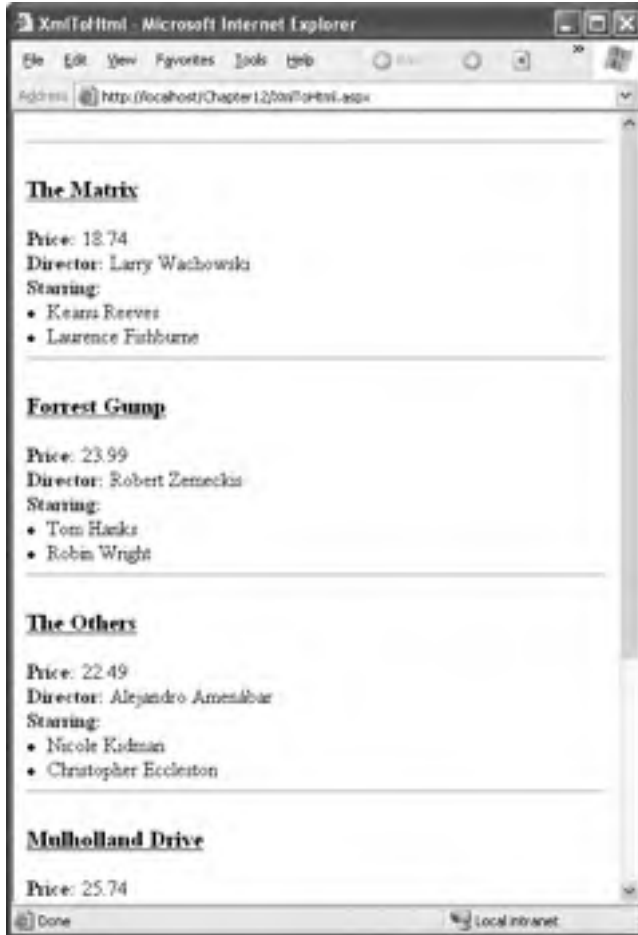 XmlToHtml - Microsoft Internet Explorer
File Edit View Favorites Tools Help Back »
Address http://localhost/Chapter12/XmlToHtml.aspx
The Matrix
Price: 18.74
Director: Larry Wachowski
Starring:
• Keanu Reeves
• Laurence Fishburne
Forrest Gump
Price: 23.99
Director: Robert Zemeckis
Starring:
• Tom Hanks
• Robin Wright
The Others
Price: 22.49
Director: Alejandro Amenábar
Starring:
• Nicole Kidman
• Christopher Eccleston
Mulholland Drive
Price: 25.74
Done Local intranet